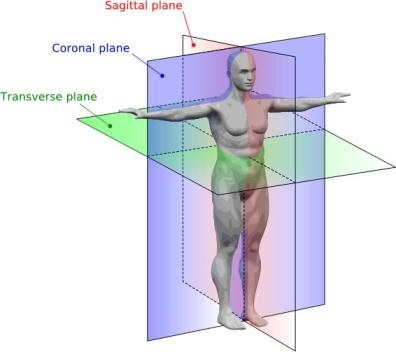 Sagittal plane
Coronal plane
Transverse plane